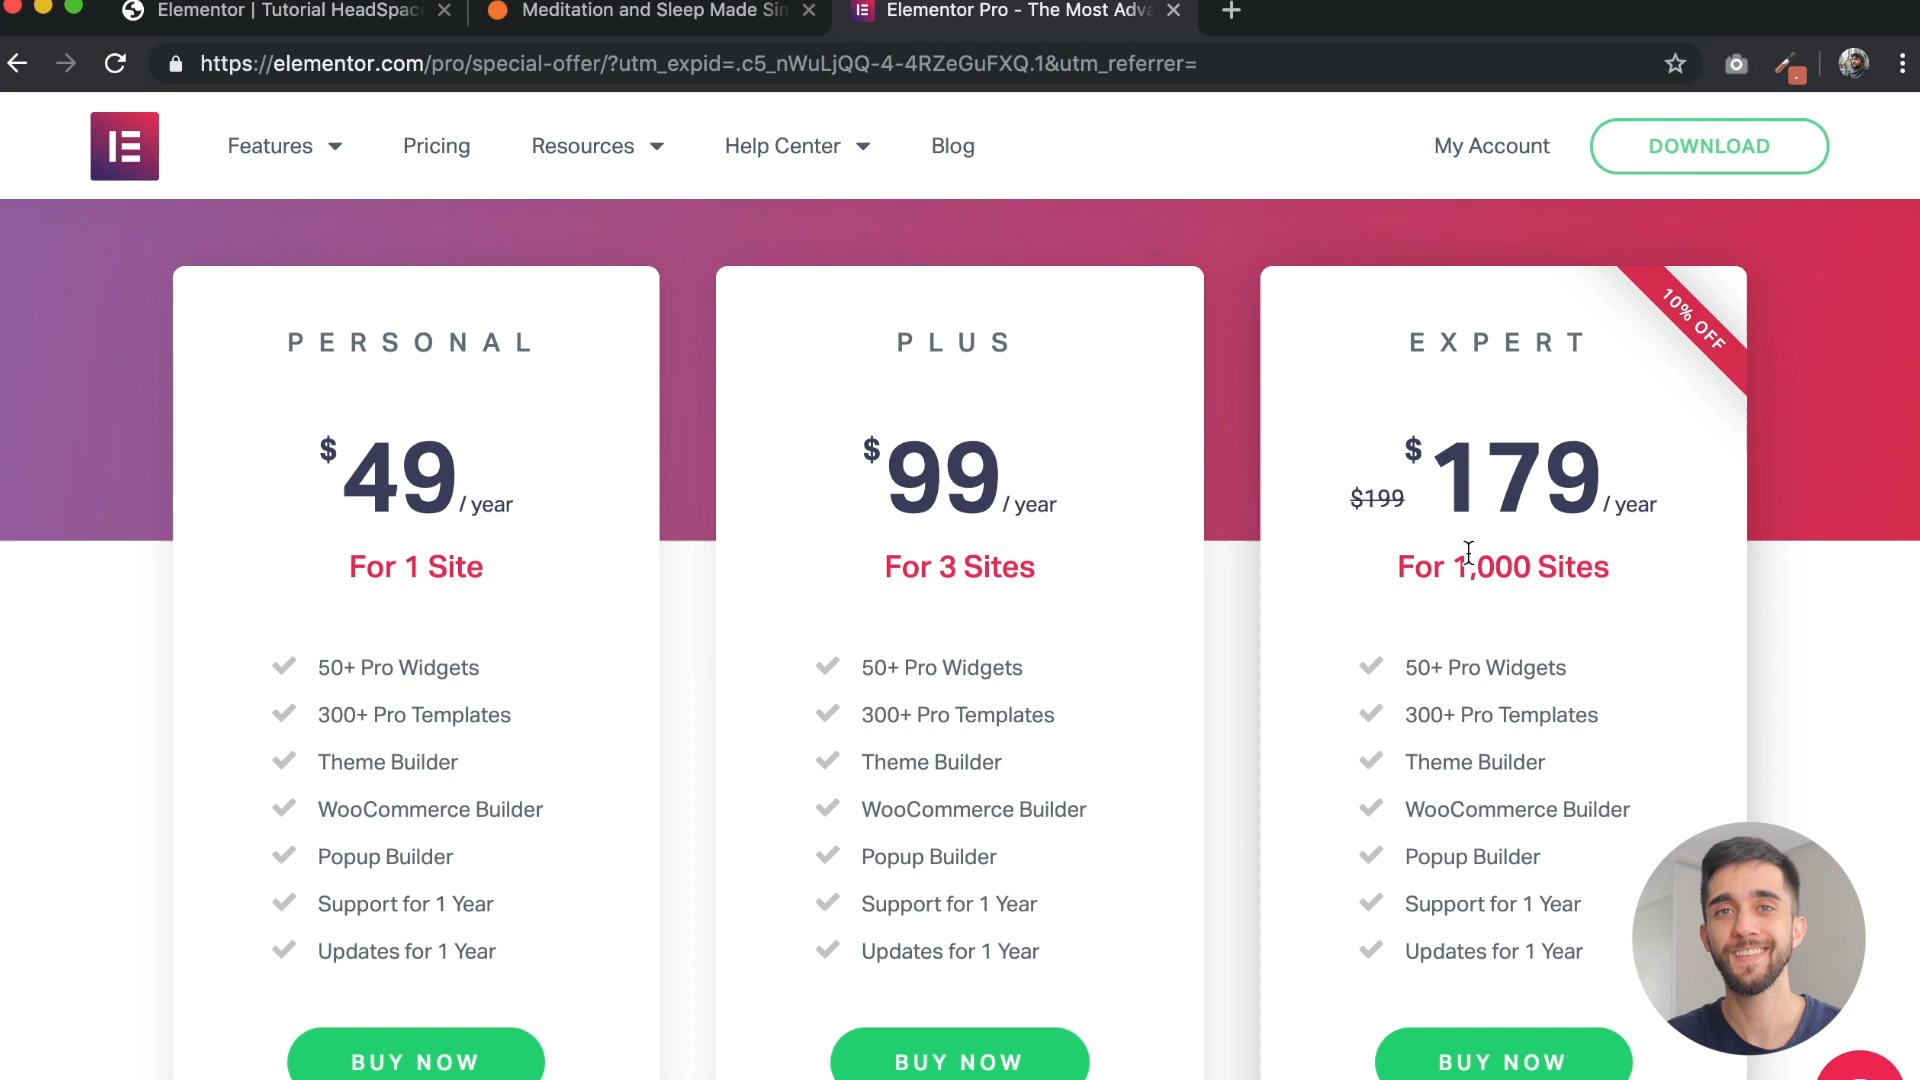 Elementor | Tutorial HeadSpac
Meditation and Sleep Made Sim
Elementor Pro - The Most Adva
https://elementor.com/pro/special-offer/?utm_expid=.c5_nWuLjQQ-4-4RZeGuFXQ.1&utm_referrer=
Features
Pricing
Resources
Help Center
Blog
My Account
DOWNLOAD
PERSONAL
$49/ year
For 1 Site
50+ Pro Widgets
300+ Pro Templates
Theme Builder
WooCommerce Builder
Popup Builder
Support for 1 Year
Updates for 1 Year
BUY NOW
PLUS
$99/ year
For 3 Sites
50+ Pro Widgets
300+ Pro Templates
Theme Builder
WooCommerce Builder
Popup Builder
Support for 1 Year
Updates for 1 Year
BUY NOW
10% OFF
EXPERT
$199 $179/ year
For 1,000 Sites
50+ Pro Widgets
300+ Pro Templates
Theme Builder
WooCommerce Builder
Popup Builder
Support for 1 Year
Updates for 1 Year
BUY NOW